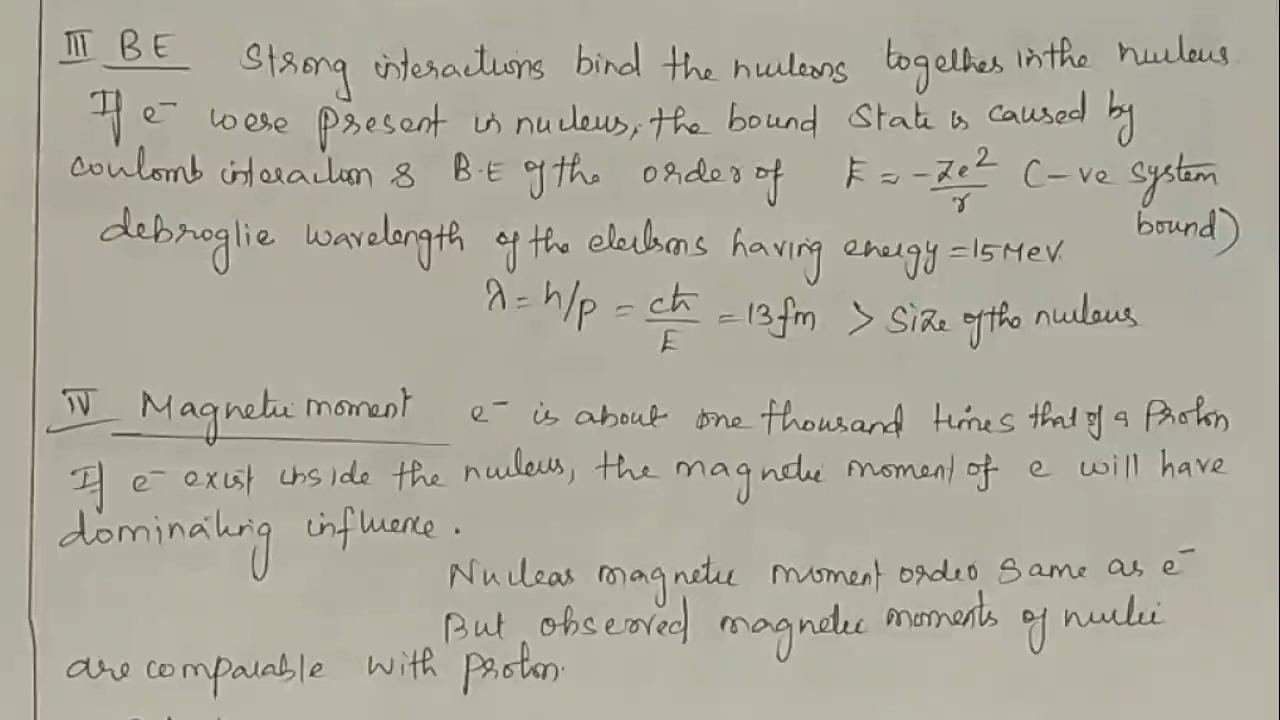 III BE Strong interactions bind the nucleons together in the nucleus
If e⁻ were present in nucleus, the bound state is caused by
coulomb interaction & B.E of the order of E ≈ -Ze²/r (-ve system
bound)
debroglie wavelength of the electrons having energy = 15 MeV.
λ = h/p = cħ/E = 13fm > Size of the nucleus
IV Magnetic moment e⁻ is about one thousand times that of a Proton
If e⁻ exist inside the nucleus, the magnetic moment of e will have
dominating influence.
Nuclear magnetic moment order same as e⁻
But observed magnetic moments of nuclei
are comparable with proton.